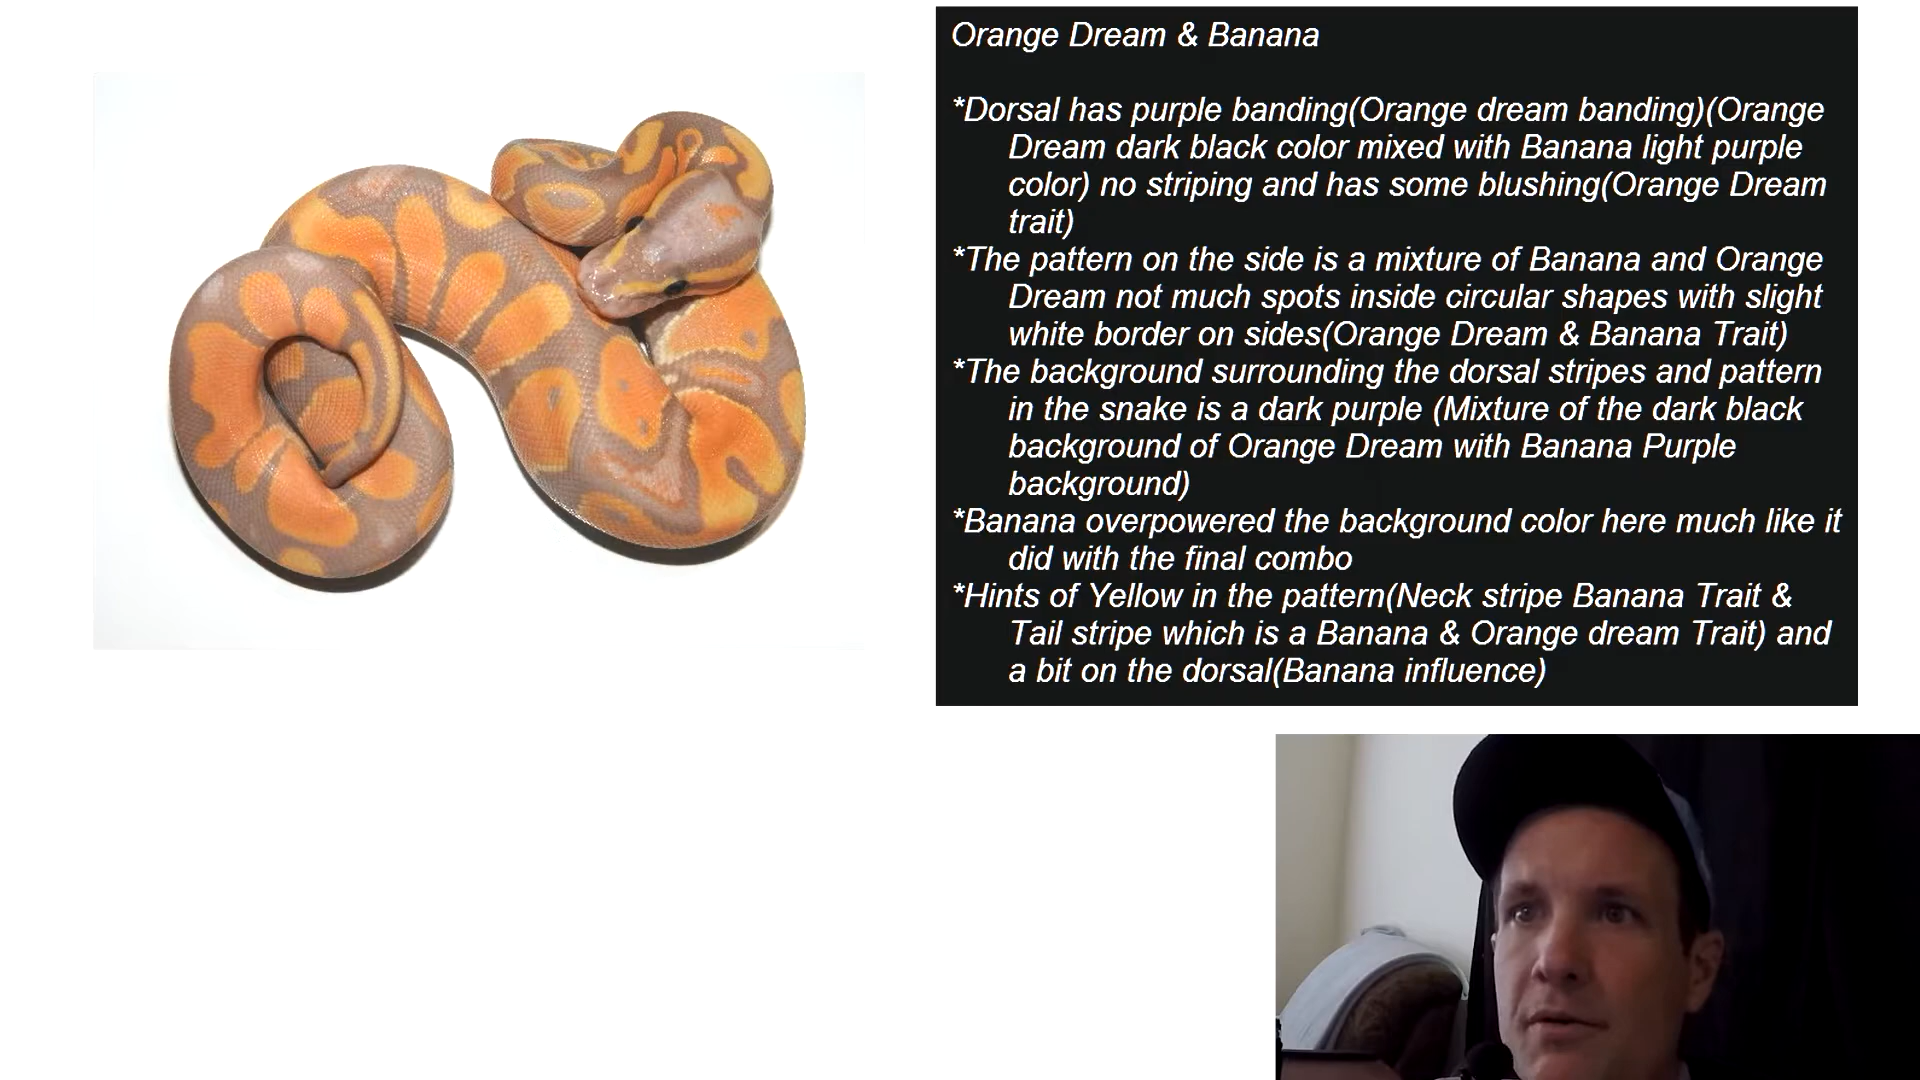 Orange Dream & Banana
*Dorsal has purple banding(Orange dream banding)(Orange
Dream dark black color mixed with Banana light purple
color) no striping and has some blushing(Orange Dream
trait)
*The pattern on the side is a mixture of Banana and Orange
Dream not much spots inside circular shapes with slight
white border on sides(Orange Dream & Banana Trait)
*The background surrounding the dorsal stripes and pattern
in the snake is a dark purple (Mixture of the dark black
background of Orange Dream with Banana Purple
background)
*Banana overpowered the background color here much like it
did with the final combo
*Hints of Yellow in the pattern(Neck stripe Banana Trait &
Tail stripe which is a Banana & Orange dream Trait) and
a bit on the dorsal(Banana influence)